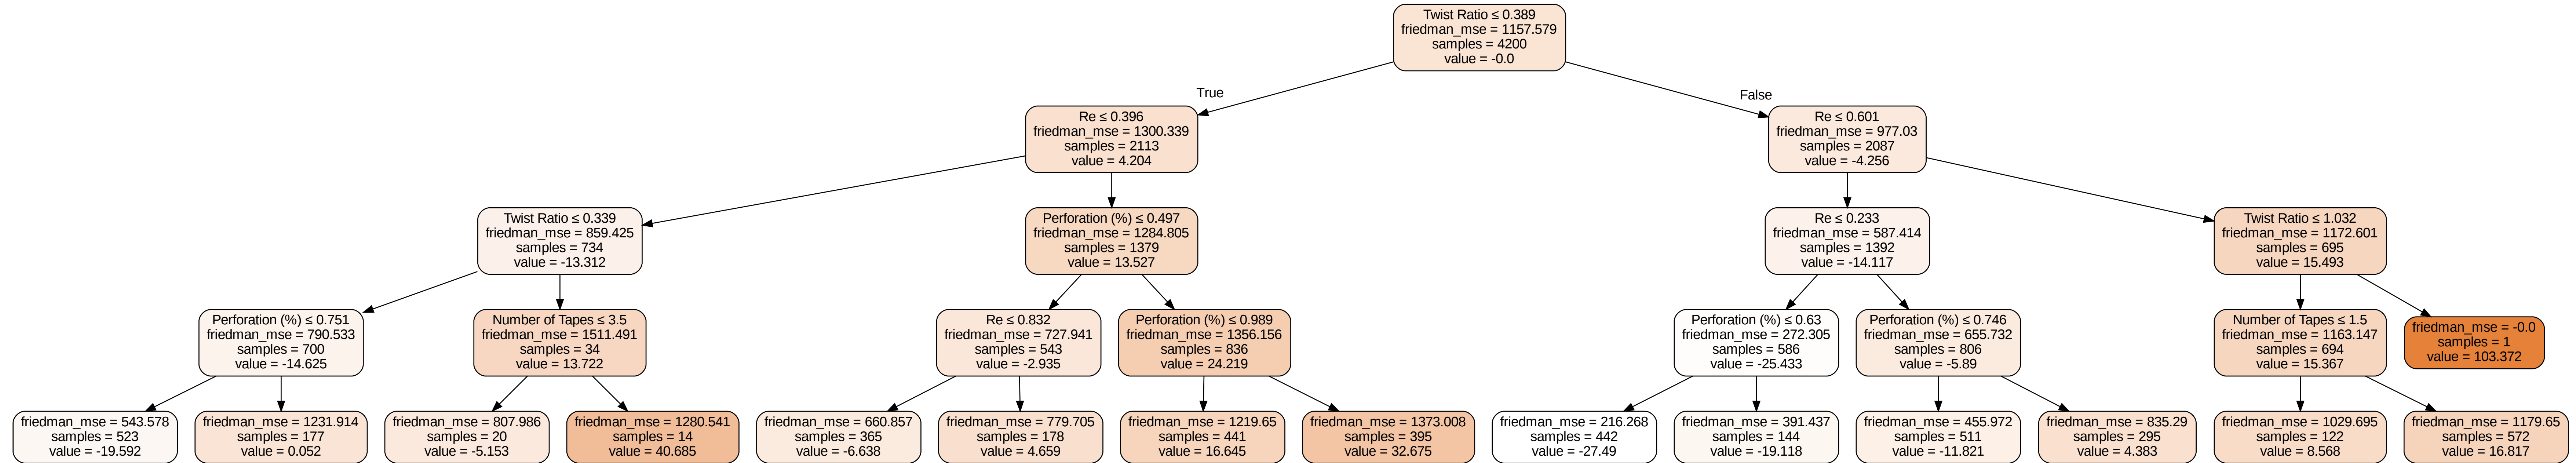 Twist Ratio ≤ 0.389
friedman_mse = 1157.579
samples = 4200
value = -0.0
True
False
Re ≤ 0.396
friedman_mse = 1300.339
samples = 2113
value = 4.204
Re ≤ 0.601
friedman_mse = 977.03
samples = 2087
value = -4.256
Twist Ratio ≤ 0.339
friedman_mse = 859.425
samples = 734
value = -13.312
Perforation (%) ≤ 0.497
friedman_mse = 1284.805
samples = 1379
value = 13.527
Re ≤ 0.233
friedman_mse = 587.414
samples = 1392
value = -14.117
Twist Ratio ≤ 1.032
friedman_mse = 1172.601
samples = 695
value = 15.493
Perforation (%) ≤ 0.751
friedman_mse = 790.533
samples = 700
value = -14.625
Number of Tapes ≤ 3.5
friedman_mse = 1511.491
samples = 34
value = 13.722
Re ≤ 0.832
friedman_mse = 727.941
samples = 543
value = -2.935
Perforation (%) ≤ 0.989
friedman_mse = 1356.156
samples = 836
value = 24.219
Perforation (%) ≤ 0.63
friedman_mse = 272.305
samples = 586
value = -25.433
Perforation (%) ≤ 0.746
friedman_mse = 655.732
samples = 806
value = -5.89
Number of Tapes ≤ 1.5
friedman_mse = 1163.147
samples = 694
value = 15.367
friedman_mse = -0.0
samples = 1
value = 103.372
friedman_mse = 543.578
samples = 523
value = -19.592
friedman_mse = 1231.914
samples = 177
value = 0.052
friedman_mse = 807.986
samples = 20
value = -5.153
friedman_mse = 1280.541
samples = 14
value = 40.685
friedman_mse = 660.857
samples = 365
value = -6.638
friedman_mse = 779.705
samples = 178
value = 4.659
friedman_mse = 1219.65
samples = 441
value = 16.645
friedman_mse = 1373.008
samples = 395
value = 32.675
friedman_mse = 216.268
samples = 442
value = -27.49
friedman_mse = 391.437
samples = 144
value = -19.118
friedman_mse = 455.972
samples = 511
value = -11.821
friedman_mse = 835.29
samples = 295
value = 4.383
friedman_mse = 1029.695
samples = 122
value = 8.568
friedman_mse = 1179.65
samples = 572
value = 16.817